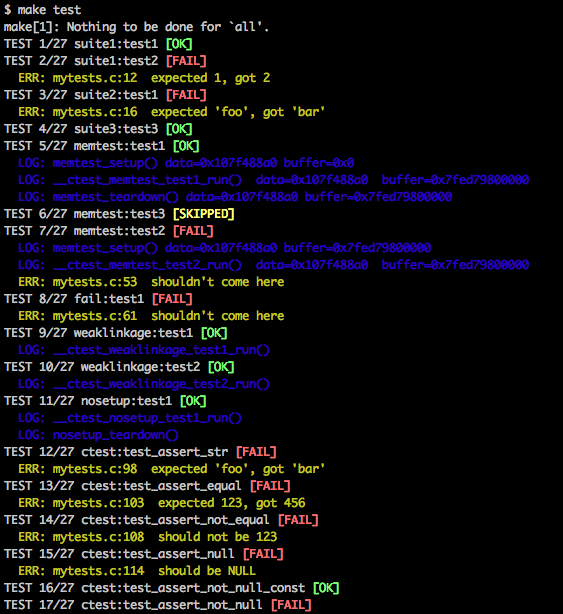 $ make test
make[1]: Nothing to be done for `all'.
TEST 1/27 suite1:test1 [OK]
TEST 2/27 suite1:test2 [FAIL]
  ERR: mytests.c:12  expected 1, got 2
TEST 3/27 suite2:test1 [FAIL]
  ERR: mytests.c:16  expected 'foo', got 'bar'
TEST 4/27 suite3:test3 [OK]
TEST 5/27 memtest:test1 [OK]
  LOG: memtest_setup() data=0x107f488a0 buffer=0x0
  LOG: __ctest_memtest_test1_run()  data=0x107f488a0  buffer=0x7fed79800000
  LOG: memtest_teardown() data=0x107f488a0 buffer=0x7fed79800000
TEST 6/27 memtest:test3 [SKIPPED]
TEST 7/27 memtest:test2 [FAIL]
  LOG: memtest_setup() data=0x107f488a0 buffer=0x7fed79800000
  LOG: __ctest_memtest_test2_run()  data=0x107f488a0  buffer=0x7fed79800000
  ERR: mytests.c:53  shouldn't come here
TEST 8/27 fail:test1 [FAIL]
  ERR: mytests.c:61  shouldn't come here
TEST 9/27 weaklinkage:test1 [OK]
  LOG: __ctest_weaklinkage_test1_run()
TEST 10/27 weaklinkage:test2 [OK]
  LOG: __ctest_weaklinkage_test2_run()
TEST 11/27 nosetup:test1 [OK]
  LOG: __ctest_nosetup_test1_run()
  LOG: nosetup_teardown()
TEST 12/27 ctest:test_assert_str [FAIL]
  ERR: mytests.c:98  expected 'foo', got 'bar'
TEST 13/27 ctest:test_assert_equal [FAIL]
  ERR: mytests.c:103  expected 123, got 456
TEST 14/27 ctest:test_assert_not_equal [FAIL]
  ERR: mytests.c:108  should not be 123
TEST 15/27 ctest:test_assert_null [FAIL]
  ERR: mytests.c:114  should be NULL
TEST 16/27 ctest:test_assert_not_null_const [OK]
TEST 17/27 ctest:test_assert_not_null [FAIL]